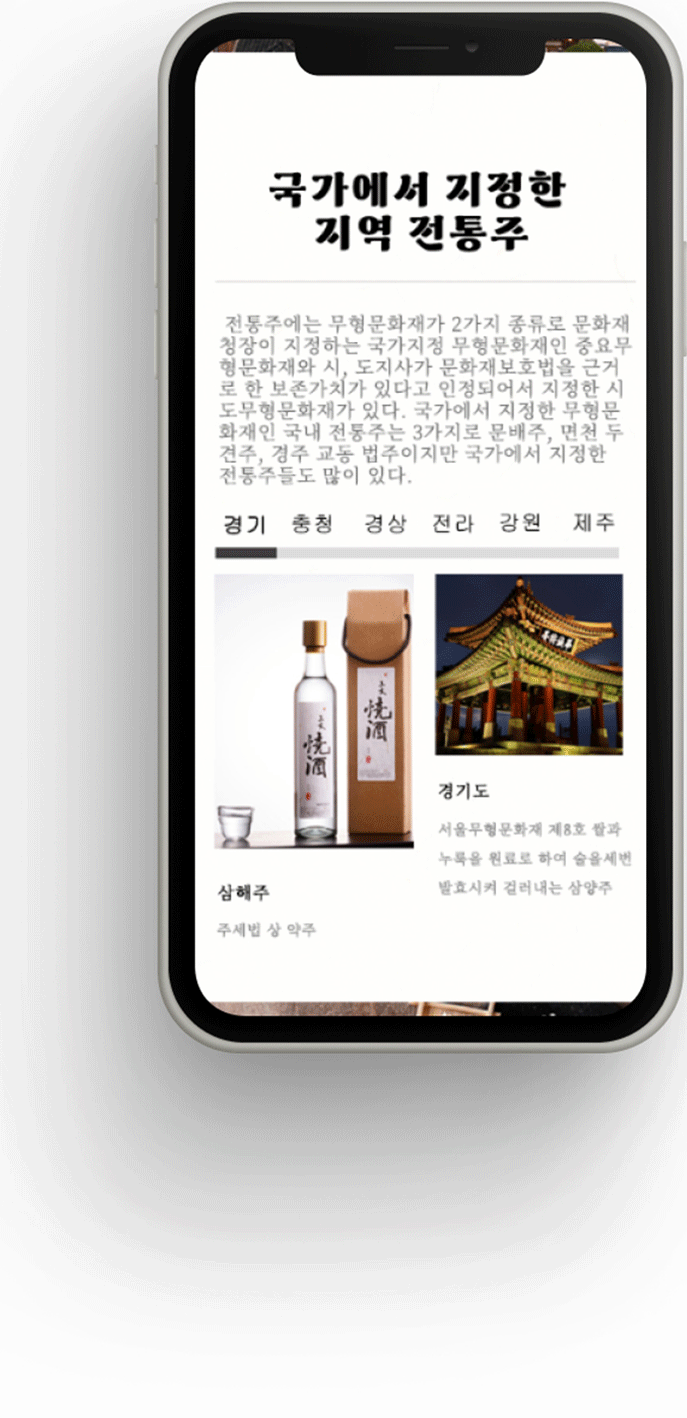 국가에서 지정한
지역 전통주
전통주에는 무형문화재가 2가지 종류로 문화재
청장이 지정하는 국가지정 무형문화재인 중요무
형문화재와 시, 도지사가 문화재보호법을 근거
로 한 보존가치가 있다고 인정되어서 지정한 시
도무형문화재가 있다. 국가에서 지정한 무형문
화재인 국내 전통주는 3가지로 문배주, 면천 두
견주, 경주 교동 법주이지만 국가에서 지정한
전통주들도 많이 있다.
경기 충청 경상 전라 강원 제주
燒酒
燒酒
경기도
서울무형문화재 제8호 쌀과
누룩을 원료로 하여 술을세번
발효시켜 걸러내는 삼양주
삼해주
주세법 상 약주